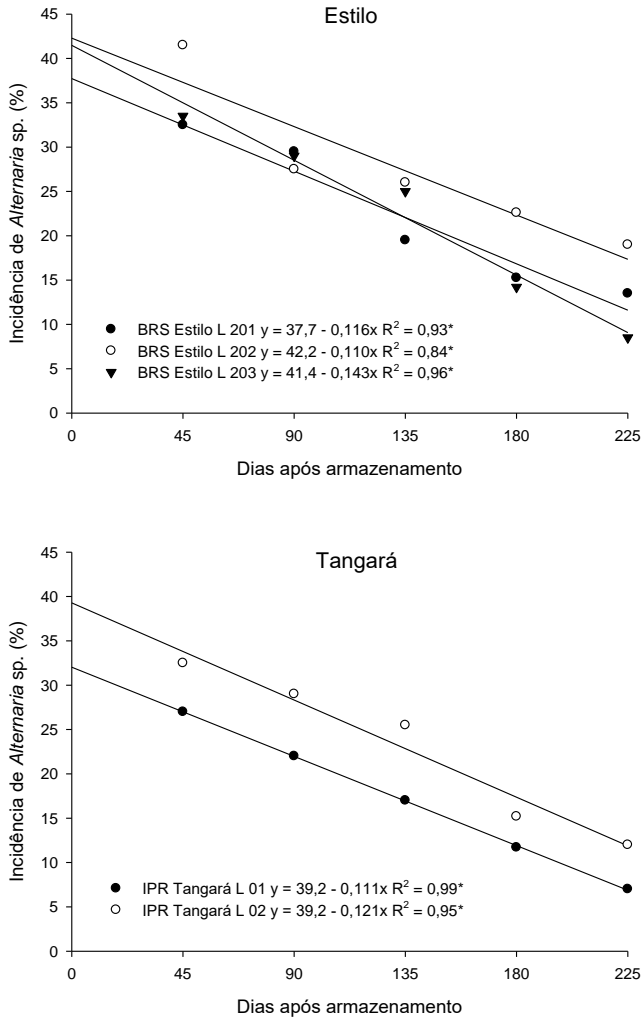 Estilo
45
40
35
30
25
20
15
10
5
0
Incidência de Alternaria sp. (%)
BRS Estilo L 201 y = 37,7 - 0,116x R² = 0,93*
BRS Estilo L 202 y = 42,2 - 0,110x R² = 0,84*
BRS Estilo L 203 y = 41,4 - 0,143x R² = 0,96*
0 45 90 135 180 225
Dias após armazenamento
Tangará
45
40
35
30
25
20
15
10
5
0
Incidência de Alternaria sp. (%)
IPR Tangará L 01 y = 39,2 - 0,111x R² = 0,99*
IPR Tangará L 02 y = 39,2 - 0,121x R² = 0,95*
0 45 90 135 180 225
Dias após armazenamento